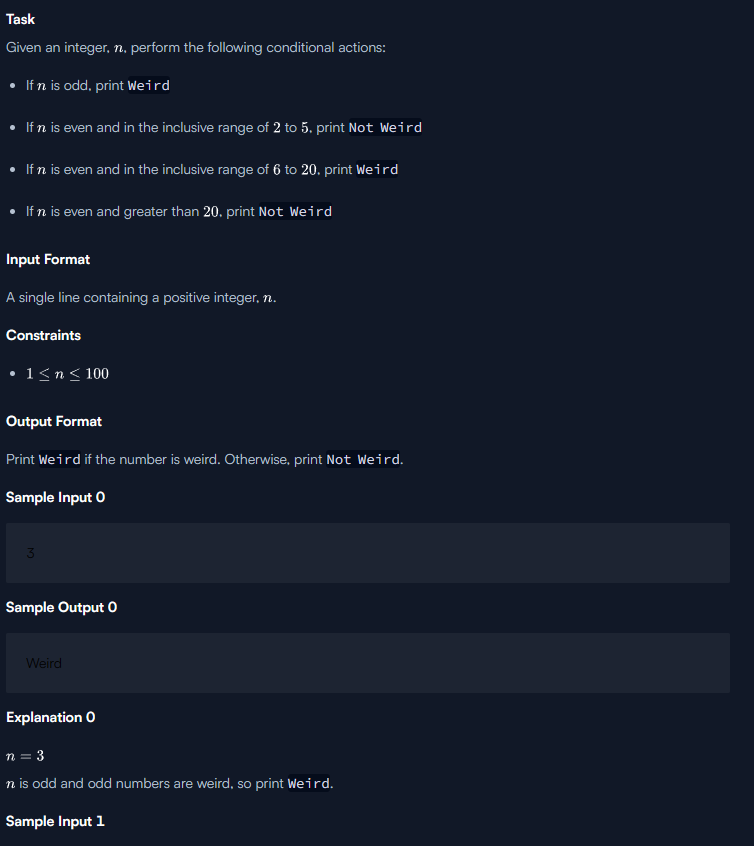 Task
Given an integer, n, perform the following conditional actions:
• If n is odd, print Weird
• If n is even and in the inclusive range of 2 to 5, print Not Weird
• If n is even and in the inclusive range of 6 to 20, print Weird
• If n is even and greater than 20, print Not Weird
Input Format
A single line containing a positive integer, n.
Constraints
• 1 ≤ n ≤ 100
Output Format
Print Weird if the number is weird. Otherwise, print Not Weird.
Sample Input 0
3
Sample Output 0
Weird
Explanation 0
n = 3
n is odd and odd numbers are weird, so print Weird.
Sample Input 1